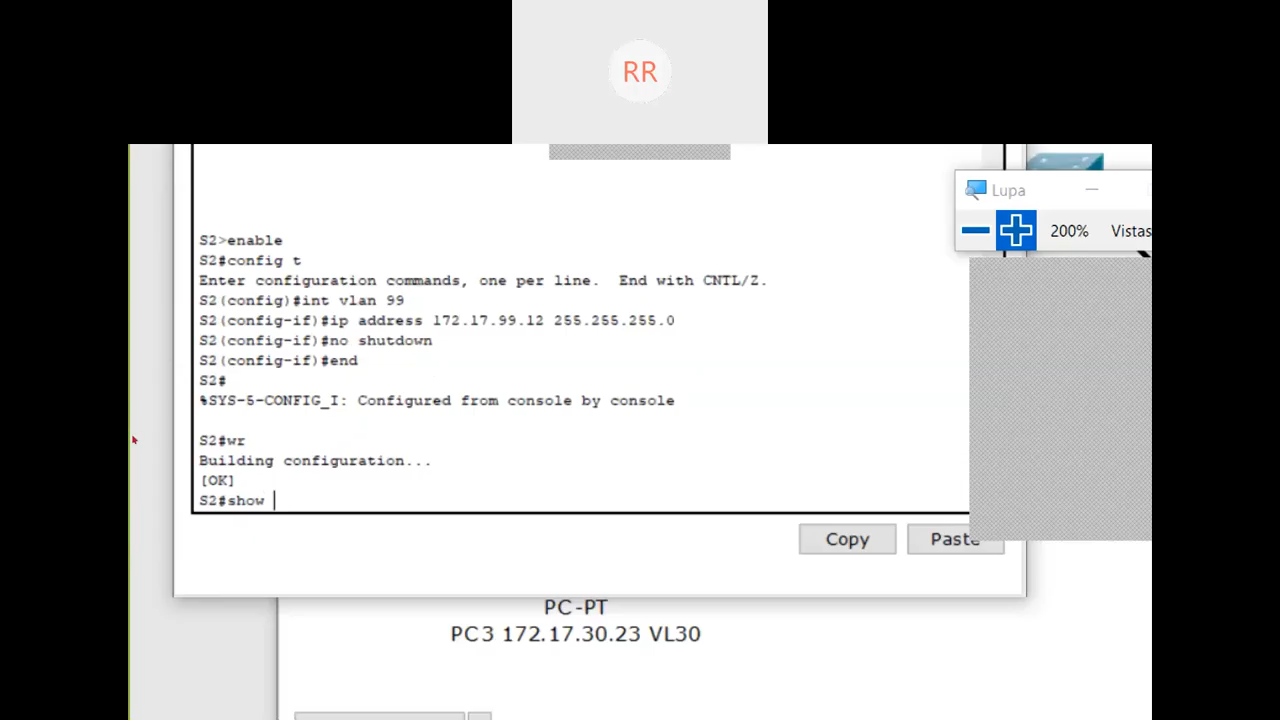 RR
Lupa
200% Vistas
S2>enable
S2#config t
Enter configuration commands, one per line.  End with CNTL/Z.
S2(config)#int vlan 99
S2(config-if)#ip address 172.17.99.12 255.255.255.0
S2(config-if)#no shutdown
S2(config-if)#end
S2#
%SYS-5-CONFIG_I: Configured from console by console
S2#wr
Building configuration...
[OK]
S2#show
Copy Paste
PC-PT
PC3 172.17.30.23 VL30